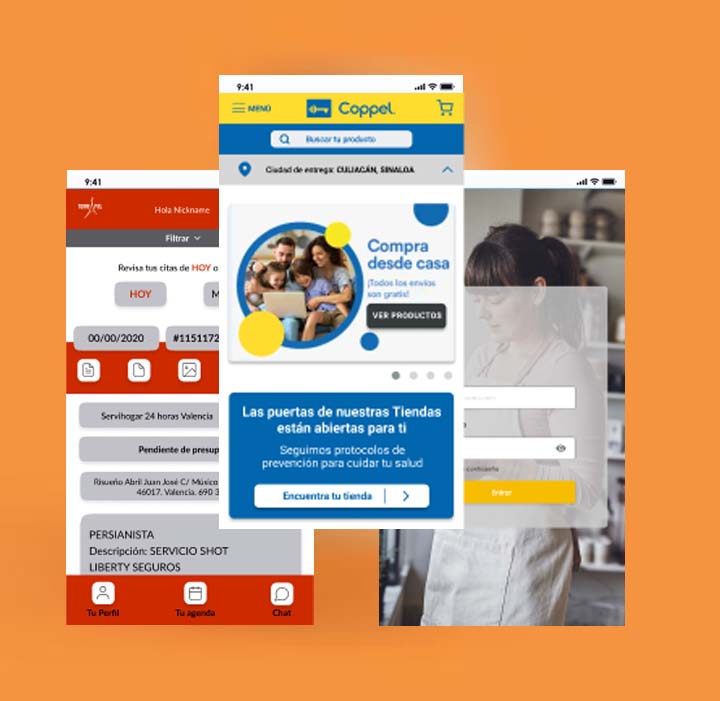 9:41
MENÚ
Coppel.
Buscar tu producto
Ciudad de entrega: CULIACÁN, SINALOA
Compra
desde casa
¡Todos los envíos
son gratis!
VER PRODUCTOS
Las puertas de nuestras Tiendas
están abiertas para ti
Seguimos protocolos de
prevención para cuidar tu salud
Encuentra tu tienda
9:41
Hola Nickname
Filtrar
Revisa tus citas de HOY o
HOY
M
00/00/2020
#1151172
Servihogar 24 horas Valencia
Pendiente de presup
Risueño Abril Juan José C/ Músico
46017. Valencia. 690 3
PERSIANISTA
Descripción: SERVICIO SHOT
LIBERTY SEGUROS
Tu Perfil
Tu agenda
Chat
contraseña
Entrar